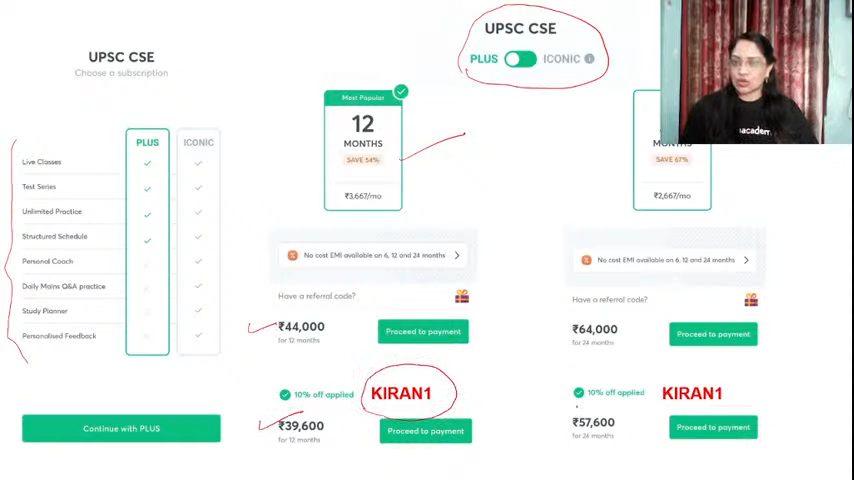 UPSC CSE
Choose a subscription
PLUS ICONIC
Live Classes
Test Series
Unlimited Practice
Structured Schedule
Personal Coach
Daily Mains Q&A practice
Study Planner
Personalised Feedback
Continue with PLUS
UPSC CSE
PLUS ICONIC
Most Popular
12
MONTHS
SAVE 54%
₹3,667/mo
No cost EMI available on 6, 12 and 24 months
Have a referral code?
₹44,000
for 12 months
Proceed to payment
10% off applied
KIRAN1
₹39,600
for 12 months
Proceed to payment
SAVE 67%
₹2,667/mo
No cost EMI available on 6, 12 and 24 months
Have a referral code?
₹64,000
for 24 months
Proceed to payment
10% off applied
KIRAN1
₹57,600
for 24 months
Proceed to payment